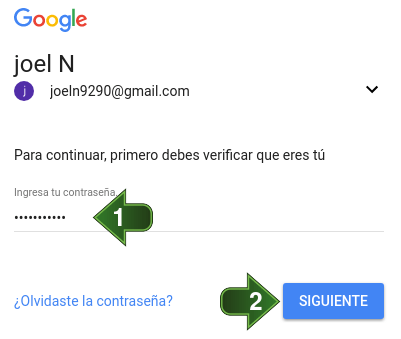 Google
joel N
j
joeln9290@gmail.com
Para continuar, primero debes verificar que eres tú
Ingresa tu contraseña
•••••••••••
1
¿Olvidaste la contraseña?
2
SIGUIENTE